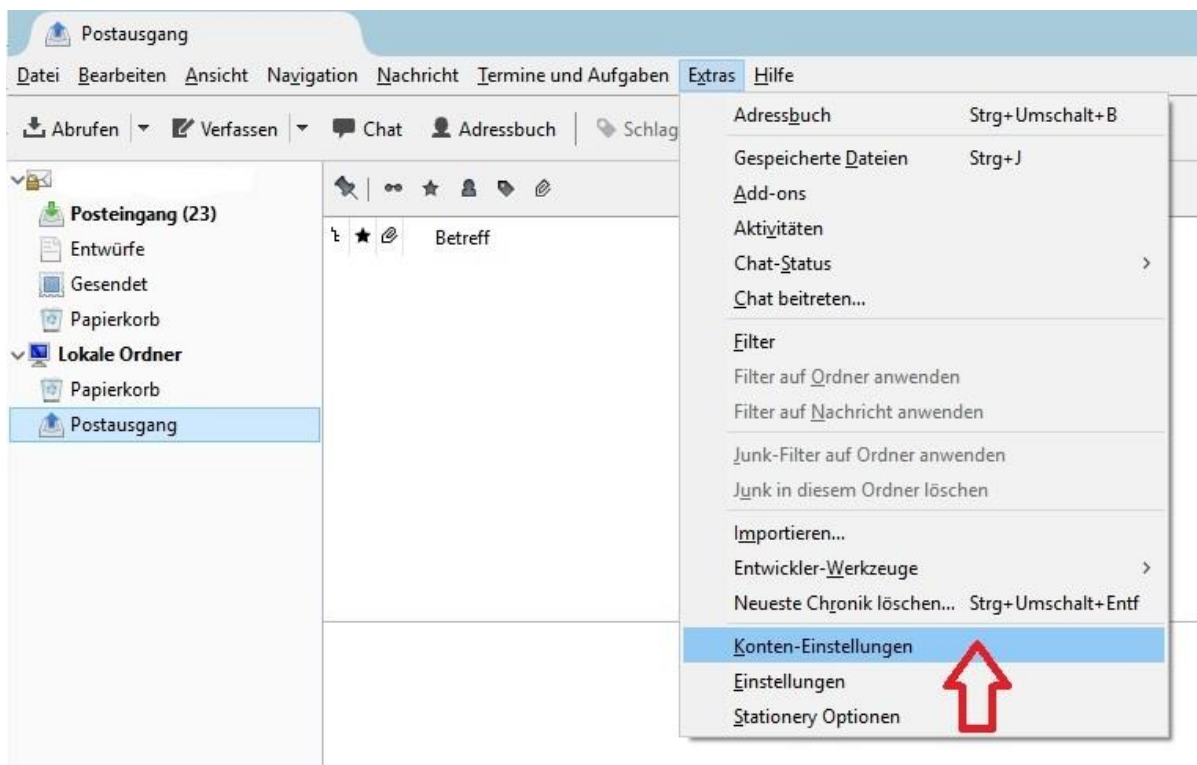 Postausgang
Datei Bearbeiten Ansicht Navigation Nachricht Termine und Aufgaben Extras Hilfe
Abrufen Verfassen Chat Adressbuch Schlag
Posteingang (23)
Entwürfe
Gesendet
Papierkorb
Lokale Ordner
Papierkorb
Postausgang
Betreff
Adressbuch Strg+Umschalt+B
Gespeicherte Dateien Strg+J
Add-ons
Aktivitäten
Chat-Status
Chat beitreten...
Filter
Filter auf Ordner anwenden
Filter auf Nachricht anwenden
Junk-Filter auf Ordner anwenden
Junk in diesem Ordner löschen
Importieren...
Entwickler-Werkzeuge
Neueste Chronik löschen... Strg+Umschalt+Entf
Konten-Einstellungen
Einstellungen
Stationery Optionen